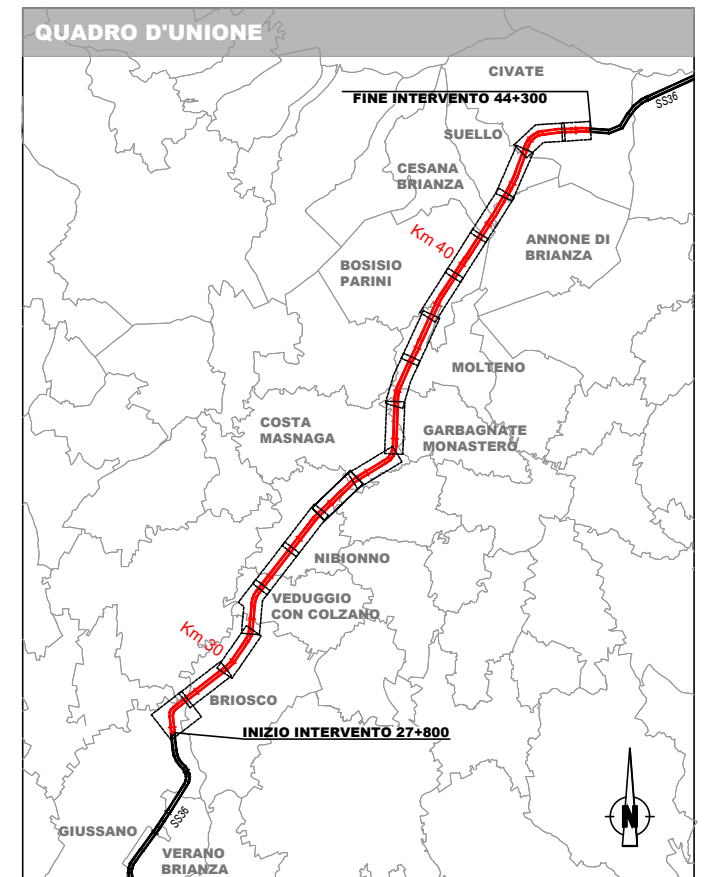 QUADRO D'UNIONE
CIVATE
FINE INTERVENTO 44+300
SS36
SUELLO
CESANA
BRIANZA
Km 40
ANNONE DI
BRIANZA
BOSISIO
PARINI
MOLTENO
COSTA
MASNAGA
GARBAGNATE
MONASTERO
NIBIONNO
VEDUGGIO
CON COLZANO
Km 30
BRIOSCO
INIZIO INTERVENTO 27+800
N
SS36
GIUSSANO
VERANO
BRIANZA